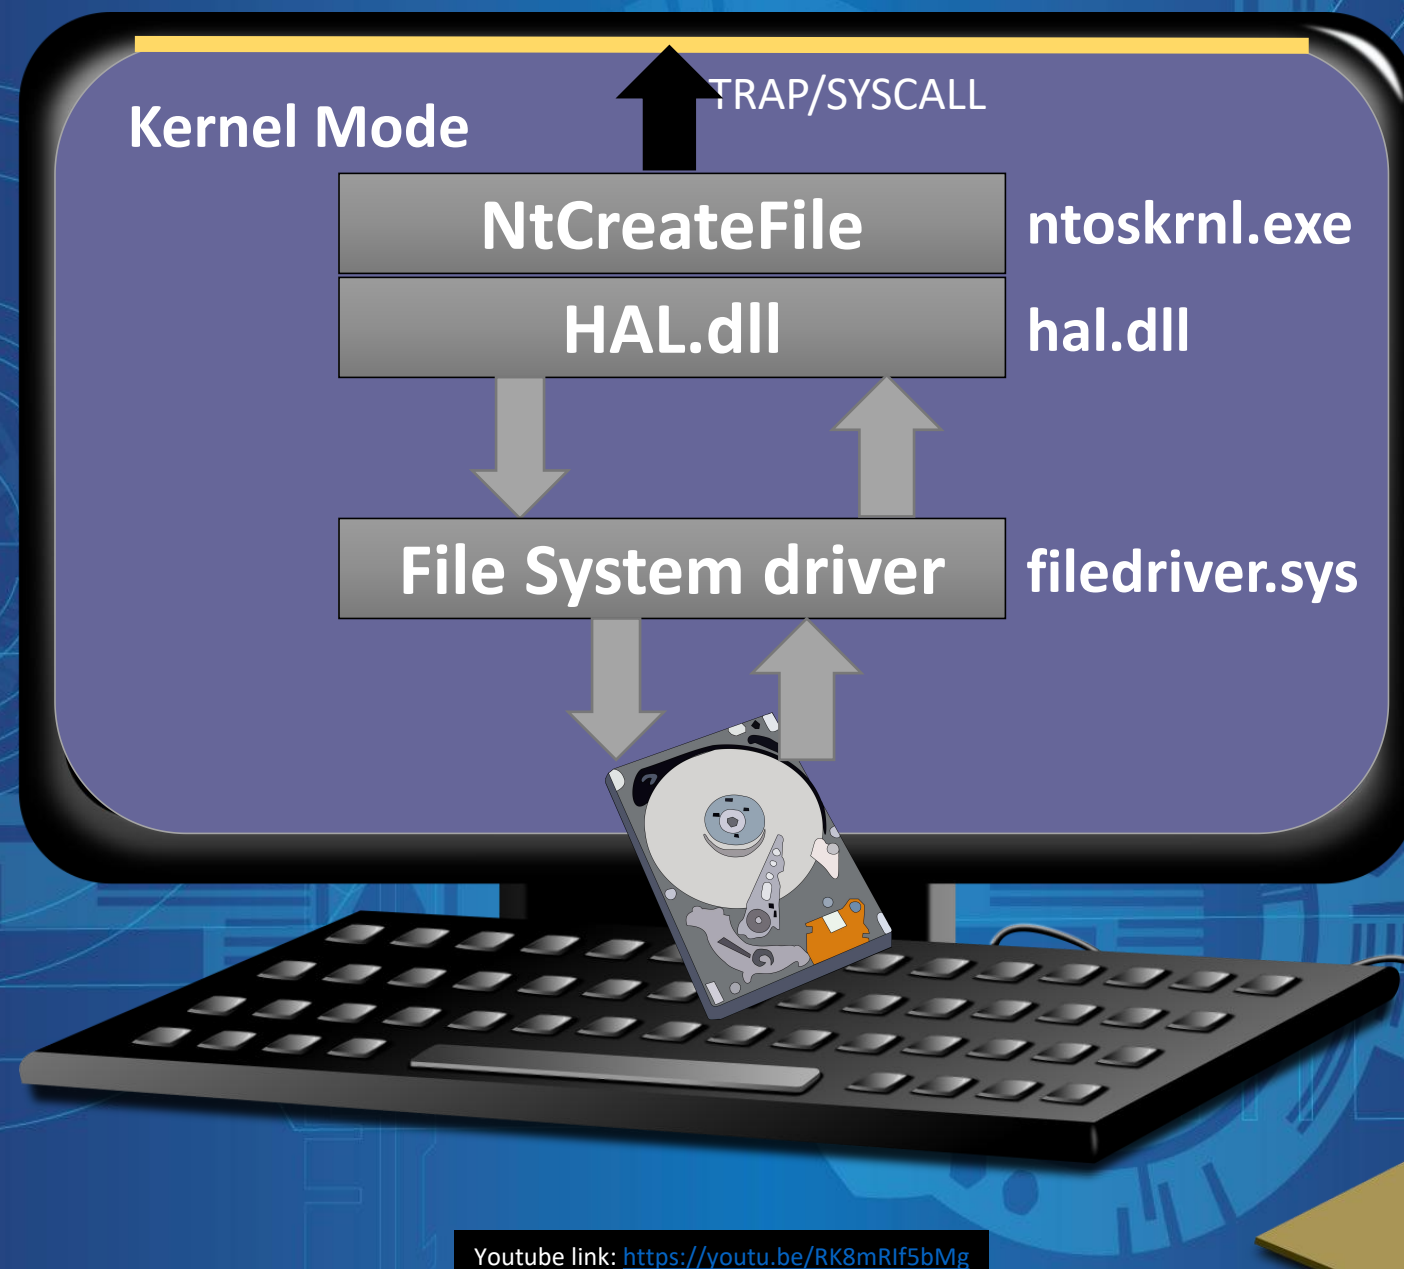 TRAP/SYSCALL
Kernel Mode
NtCreateFile ntoskrnl.exe
HAL.dll hal.dll
File System driver filedriver.sys
Youtube link: https://youtu.be/RK8mRIf5bMg